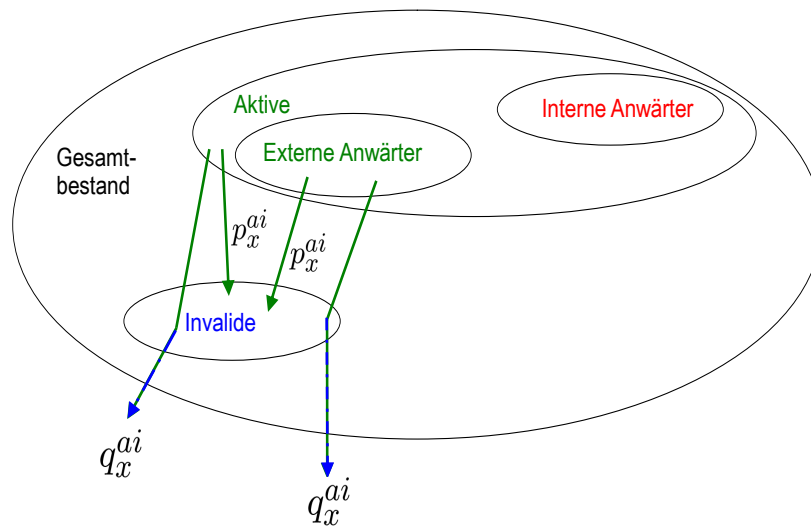 Aktive
Interne Anwärter
Externe Anwärter
Gesamt-
bestand
p_x^{ai}
p_x^{ai}
Invalide
q_x^{ai}
q_x^{ai}